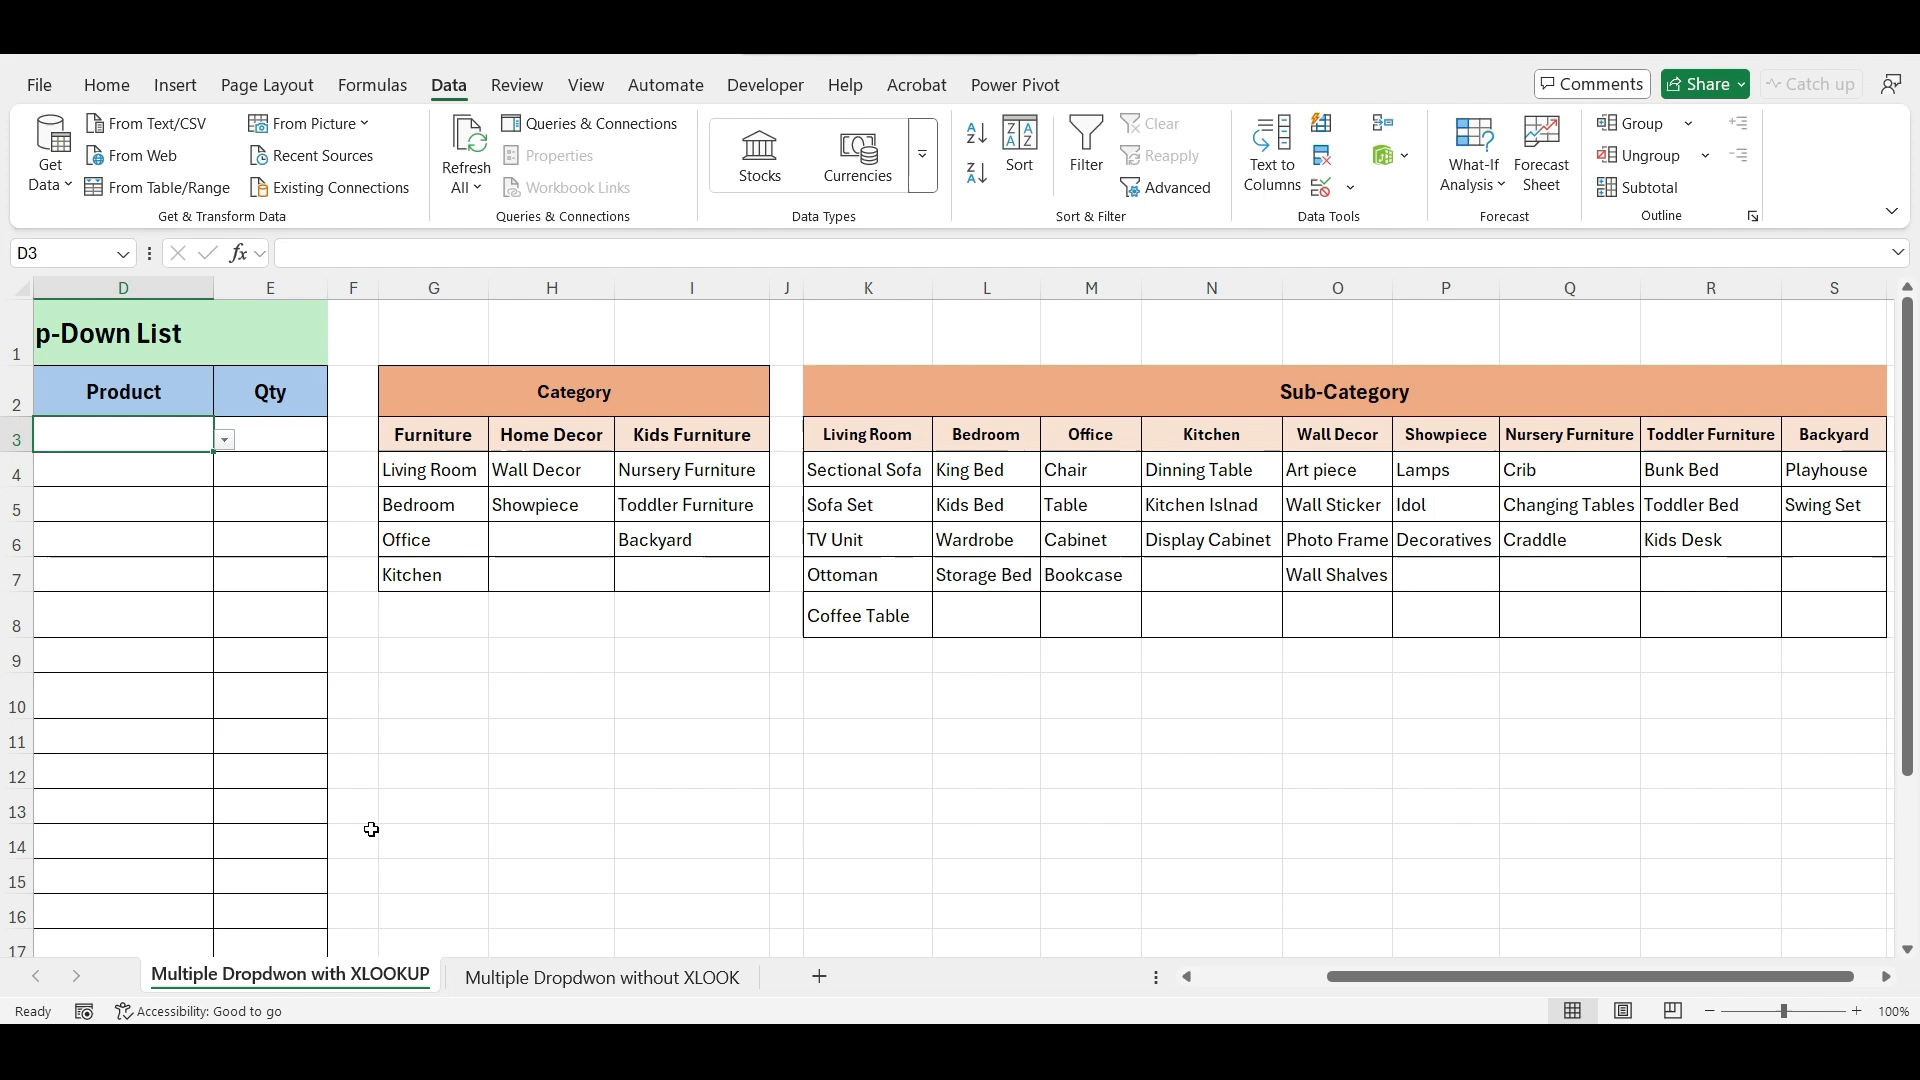 File Home Insert Page Layout Formulas Data Review View Automate Developer Help Acrobat Power Pivot Comments Share Catch up
Get Data From Text/CSV From Web From Table/Range From Picture Recent Sources Existing Connections
Refresh All Queries & Connections Properties Workbook Links
Stocks Currencies
Sort Filter Clear Reapply Advanced
Text to Columns
What-If Analysis Forecast Sheet
Group Ungroup Subtotal
Get & Transform Data Queries & Connections Data Types Sort & Filter Data Tools Forecast Outline
D3 fx
D E F G H I J K L M N O P Q R S
1 p-Down List
2 Product Qty Category Sub-Category
3 Furniture Home Decor Kids Furniture Living Room Bedroom Office Kitchen Wall Decor Showpiece Nursery Furniture Toddler Furniture Backyard
4 Living Room Wall Decor Nursery Furniture Sectional Sofa King Bed Chair Dinning Table Art piece Lamps Crib Bunk Bed Playhouse
5 Bedroom Showpiece Toddler Furniture Sofa Set Kids Bed Table Kitchen Islnad Wall Sticker Idol Changing Tables Toddler Bed Swing Set
6 Office Backyard TV Unit Wardrobe Cabinet Display Cabinet Photo Frame Decoratives Craddle Kids Desk
7 Kitchen Ottoman Storage Bed Bookcase Wall Shalves
8 Coffee Table
9
10
11
12
13
14
15
16
17
Multiple Dropdwon with XLOOKUP Multiple Dropdwon without XLOOK
Ready Accessibility: Good to go 100%